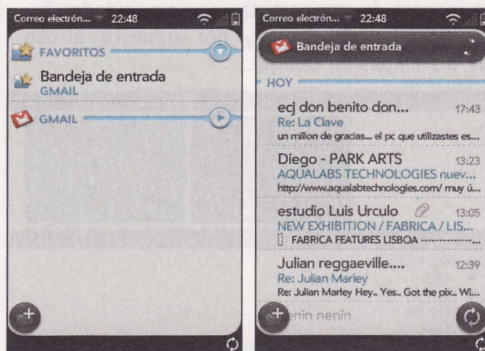 Correo electrón... 22:48
FAVORITOS
Bandeja de entrada
GMAIL
GMAIL
Correo electrón... 22:48
Bandeja de entrada
HOY
ecj don benito don... 17:43
Re: La Clave
un millon de gracias... el pc que utilizastes es...
Diego - PARK ARTS 13:23
AQUALABS TECHNOLOGIES nuev...
http://www.aqualabtechnologies.com/ muy ú...
estudio Luis Urculo 13:05
NEW EXHIBITION / FABRICA / LIS...
FABRICA FEATURES LISBOA ---------------...
Julian reggaeville.... 12:39
Re: Julian Marley
Re: Julian Marley Hey.. Yes.. Got the pix.. Wi...
nenin nenin